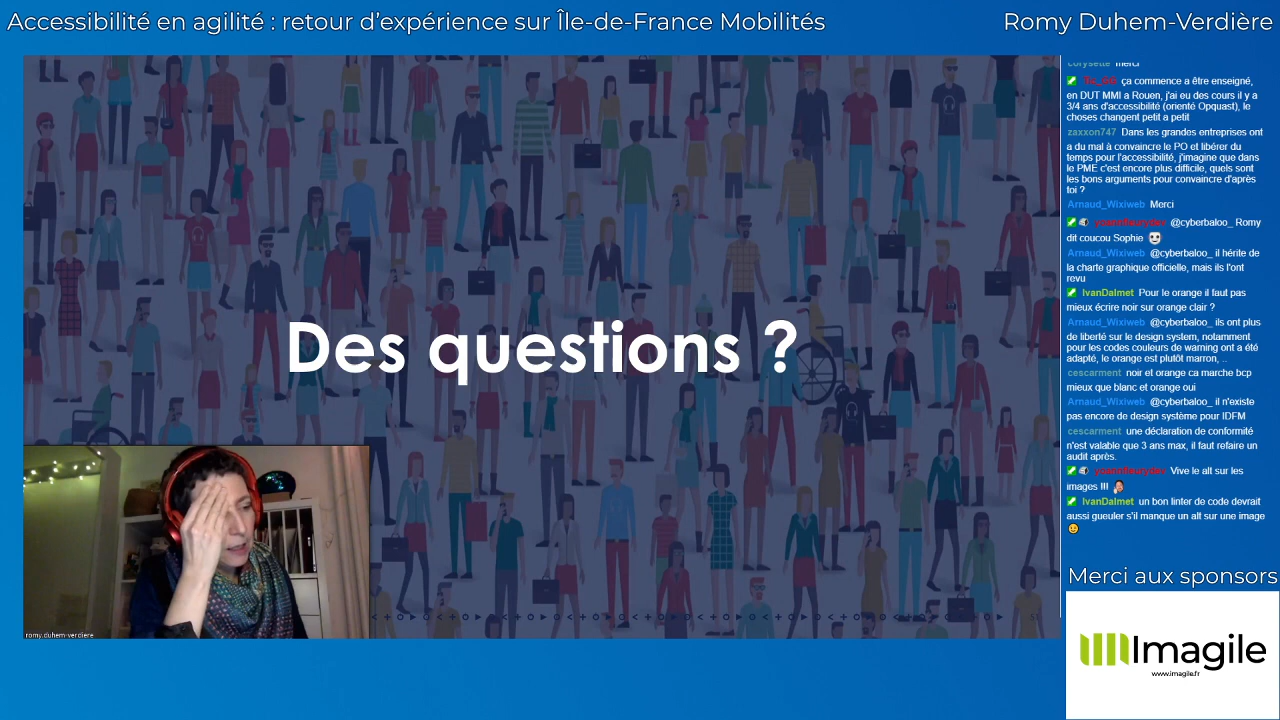 Accessibilité en agilité : retour d'expérience sur Île-de-France Mobilités
Romy Duhem-Verdière
corysette merci
ça commence a être enseigné,
en DUT MMI a Rouen, j'ai eu des cours il y a
3/4 ans d'accessibilité (orienté Opquast), le
choses changent petit a petit
zaxxon747 Dans les grandes entreprises ont
a du mal à convaincre le PO et libérer du
temps pour l'accessibilité, j'imagine que dans
le PME c'est encore plus difficile, quels sont
les bons arguments pour convaincre d'après
toi ?
Arnaud_Wixiweb Merci
@cyberbaloo_ Romy
dit coucou Sophie
Arnaud_Wixiweb @cyberbaloo_ il hérite de
la charte graphique officielle, mais ils l'ont
revu
IvanDalmet Pour le orange il faut pas
mieux écrire noir sur orange clair ?
Arnaud_Wixiweb @cyberbaloo_ ils ont plus
de liberté sur le design system, notamment
pour les codes couleurs de warning ont a été
adapté, le orange est plutôt marron, ..
cescarment noir et orange ca marche bcp
mieux que blanc et orange oui
Arnaud_Wixiweb @cyberbaloo_ il n'existe
pas encore de design système pour IDFM
cescarment une déclaration de conformité
n'est valable que 3 ans max, il faut refaire un
audit après.
Vive le alt sur les
images !!!
IvanDalmet un bon linter de code devrait
aussi gueuler s'il manque un alt sur une image
Des questions ?
romy.duhem-verdiere
51
Merci aux sponsors
Imagile
www.imagile.fr